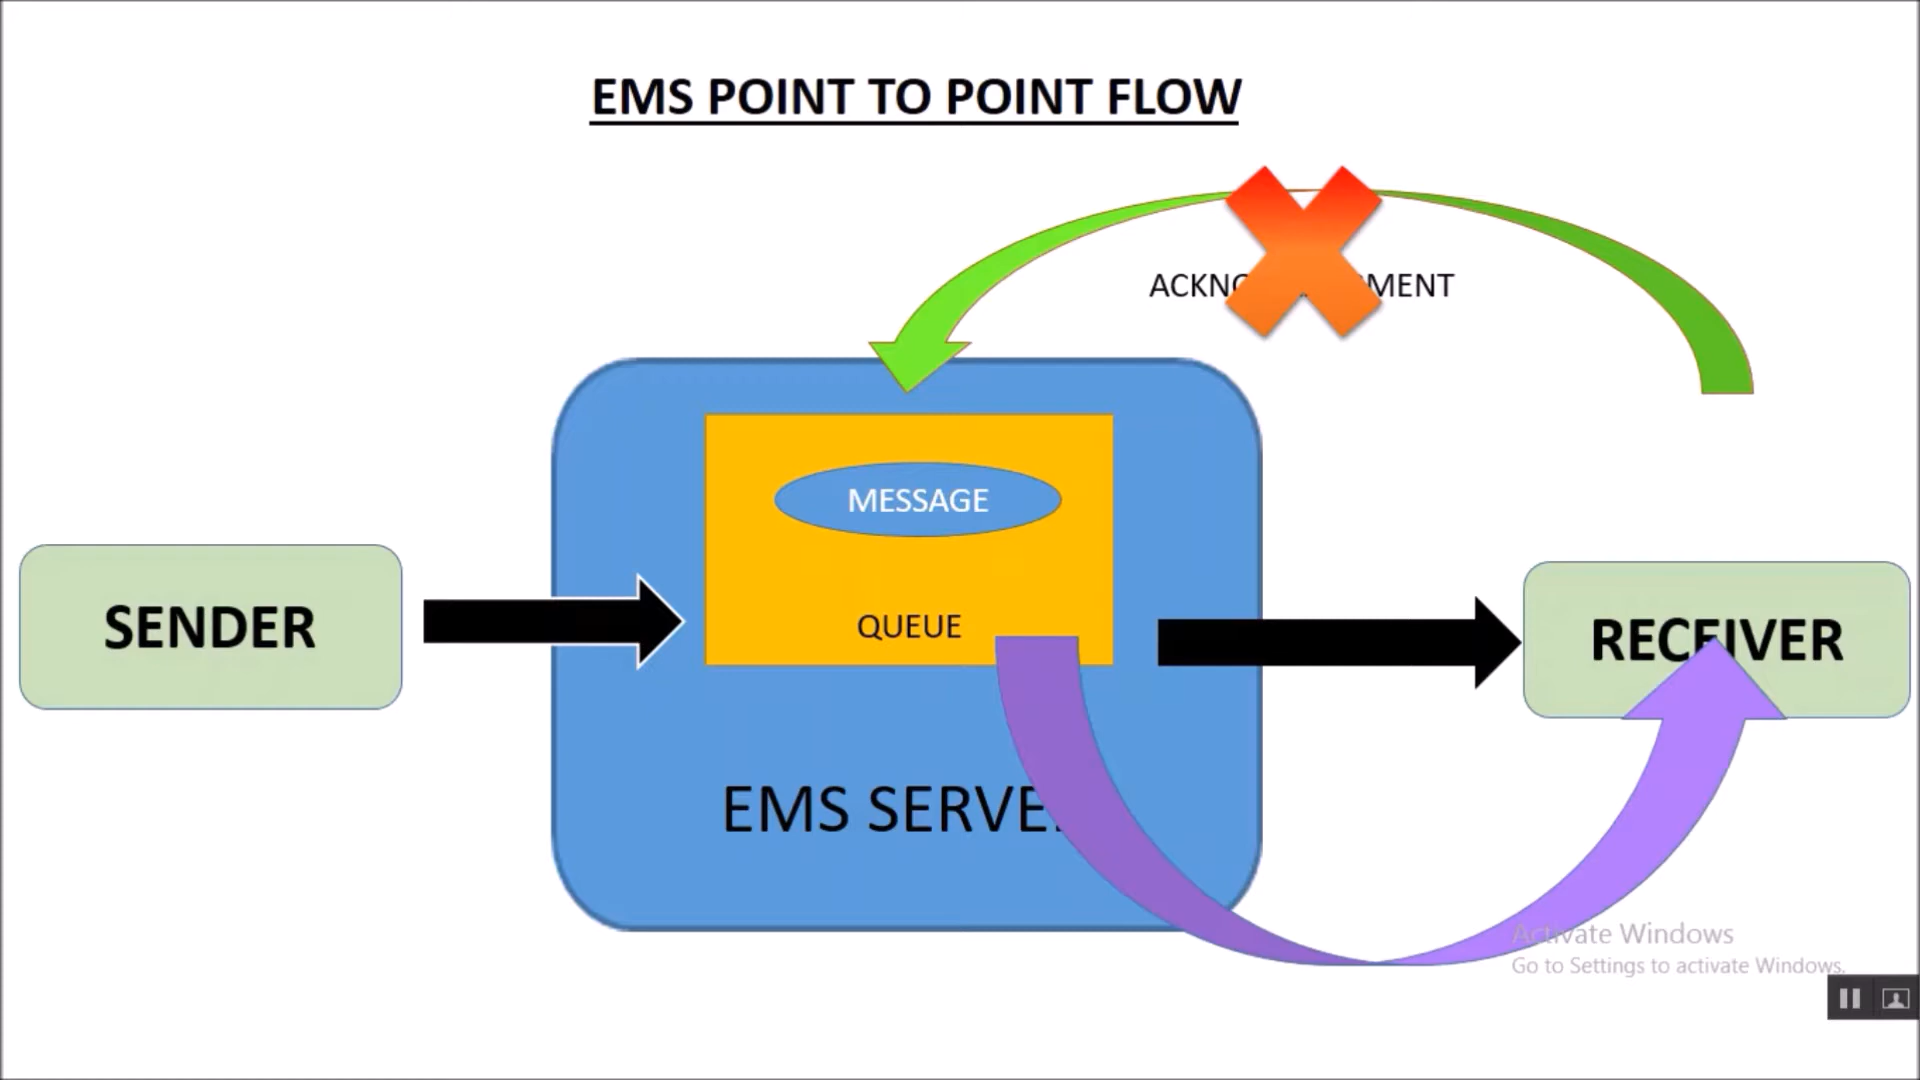 EMS POINT TO POINT FLOW
MESSAGE
QUEUE
SENDER
RECEIVER
Activate Windows
Go to Settings to activate Windows.